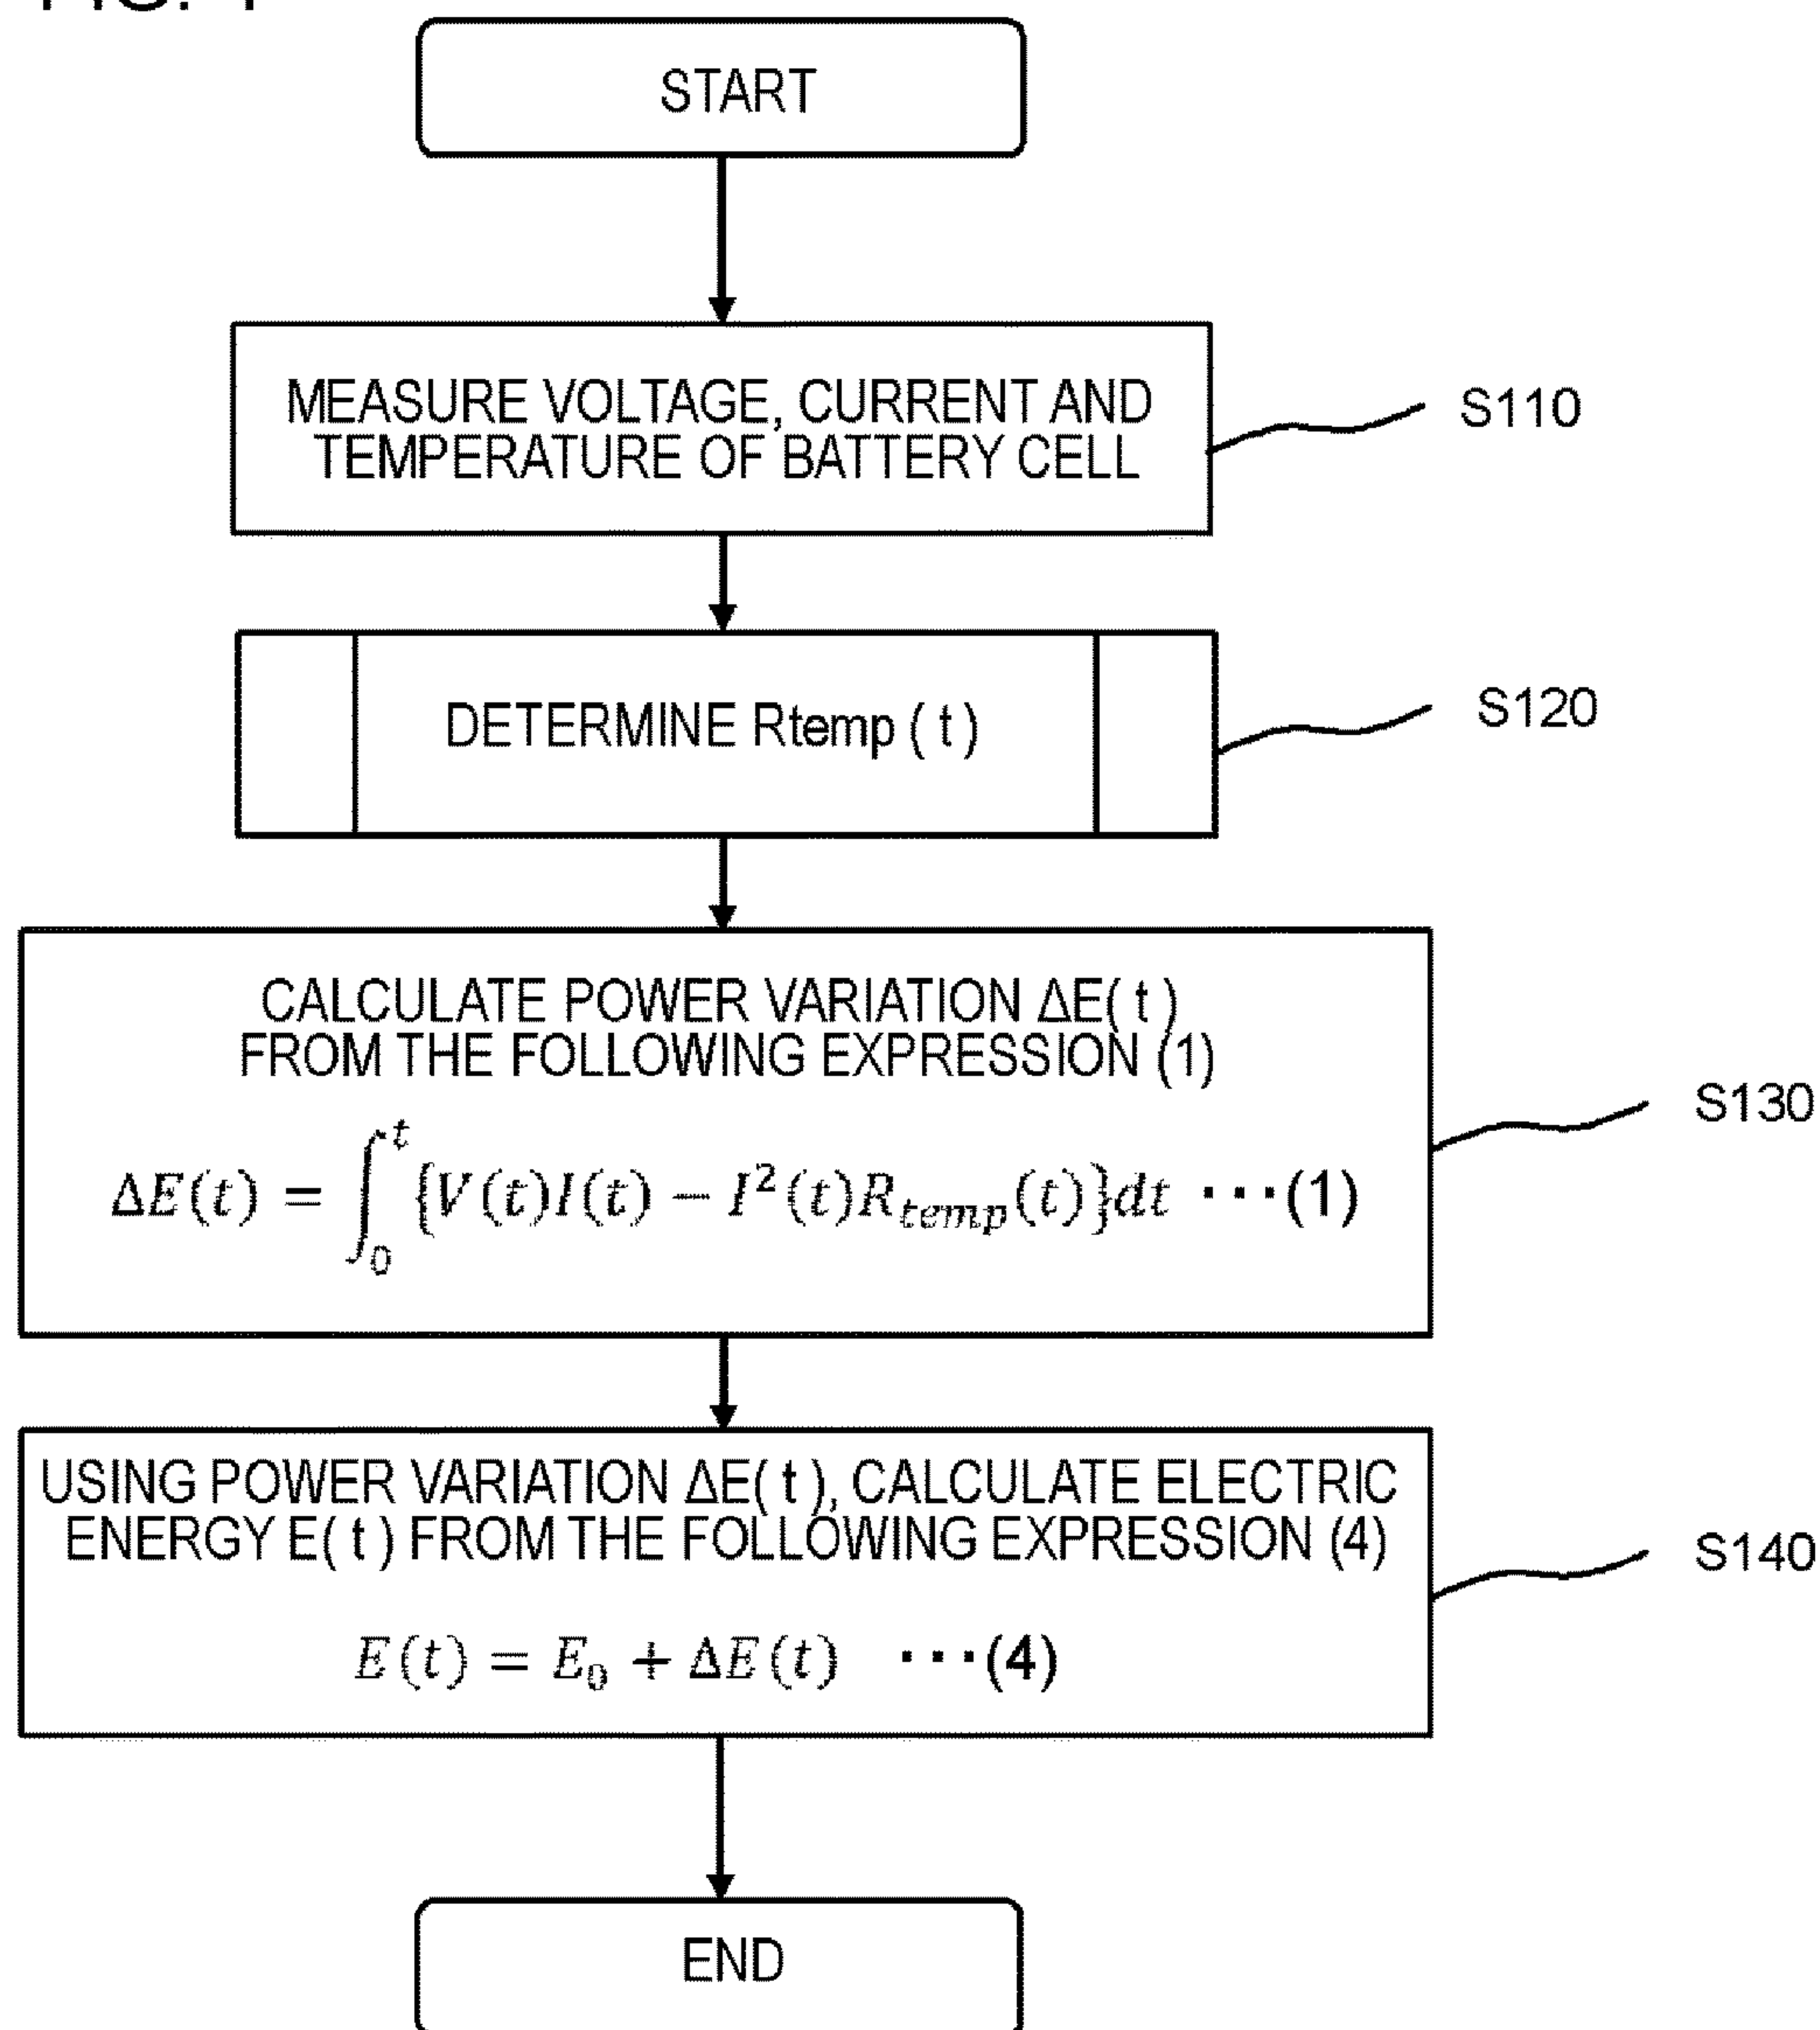 START
MEASURE VOLTAGE, CURRENT AND
TEMPERATURE OF BATTERY CELL
S110
DETERMINE Rtemp ( t )
S120
CALCULATE POWER VARIATION ΔE( t )
FROM THE FOLLOWING EXPRESSION (1)
ΔE(t) = ∫₀ᵗ {V(t)I(t) − I²(t)R_temp(t)}dt ···(1)
S130
USING POWER VARIATION ΔE( t ), CALCULATE ELECTRIC
ENERGY E( t ) FROM THE FOLLOWING EXPRESSION (4)
E(t) = E₀ + ΔE(t) ···(4)
S140
END